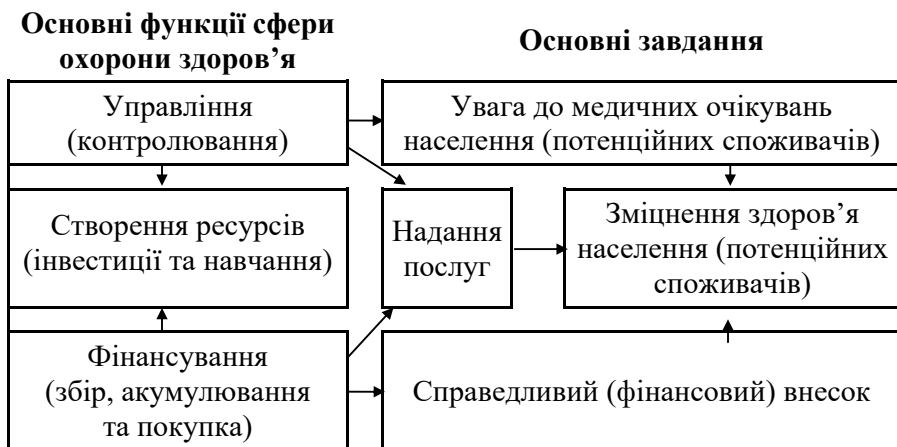 Основні функції сфери
охорони здоров’я
Основні завдання
Управління
(контролювання)
Увага до медичних очікувань
населення (потенційних споживачів)
Створення ресурсів
(інвестиції та навчання)
Надання
послуг
Зміцнення здоров’я
населення (потенційних
споживачів)
Фінансування
(збір, акумулювання
та покупка)
Справедливий (фінансовий) внесок